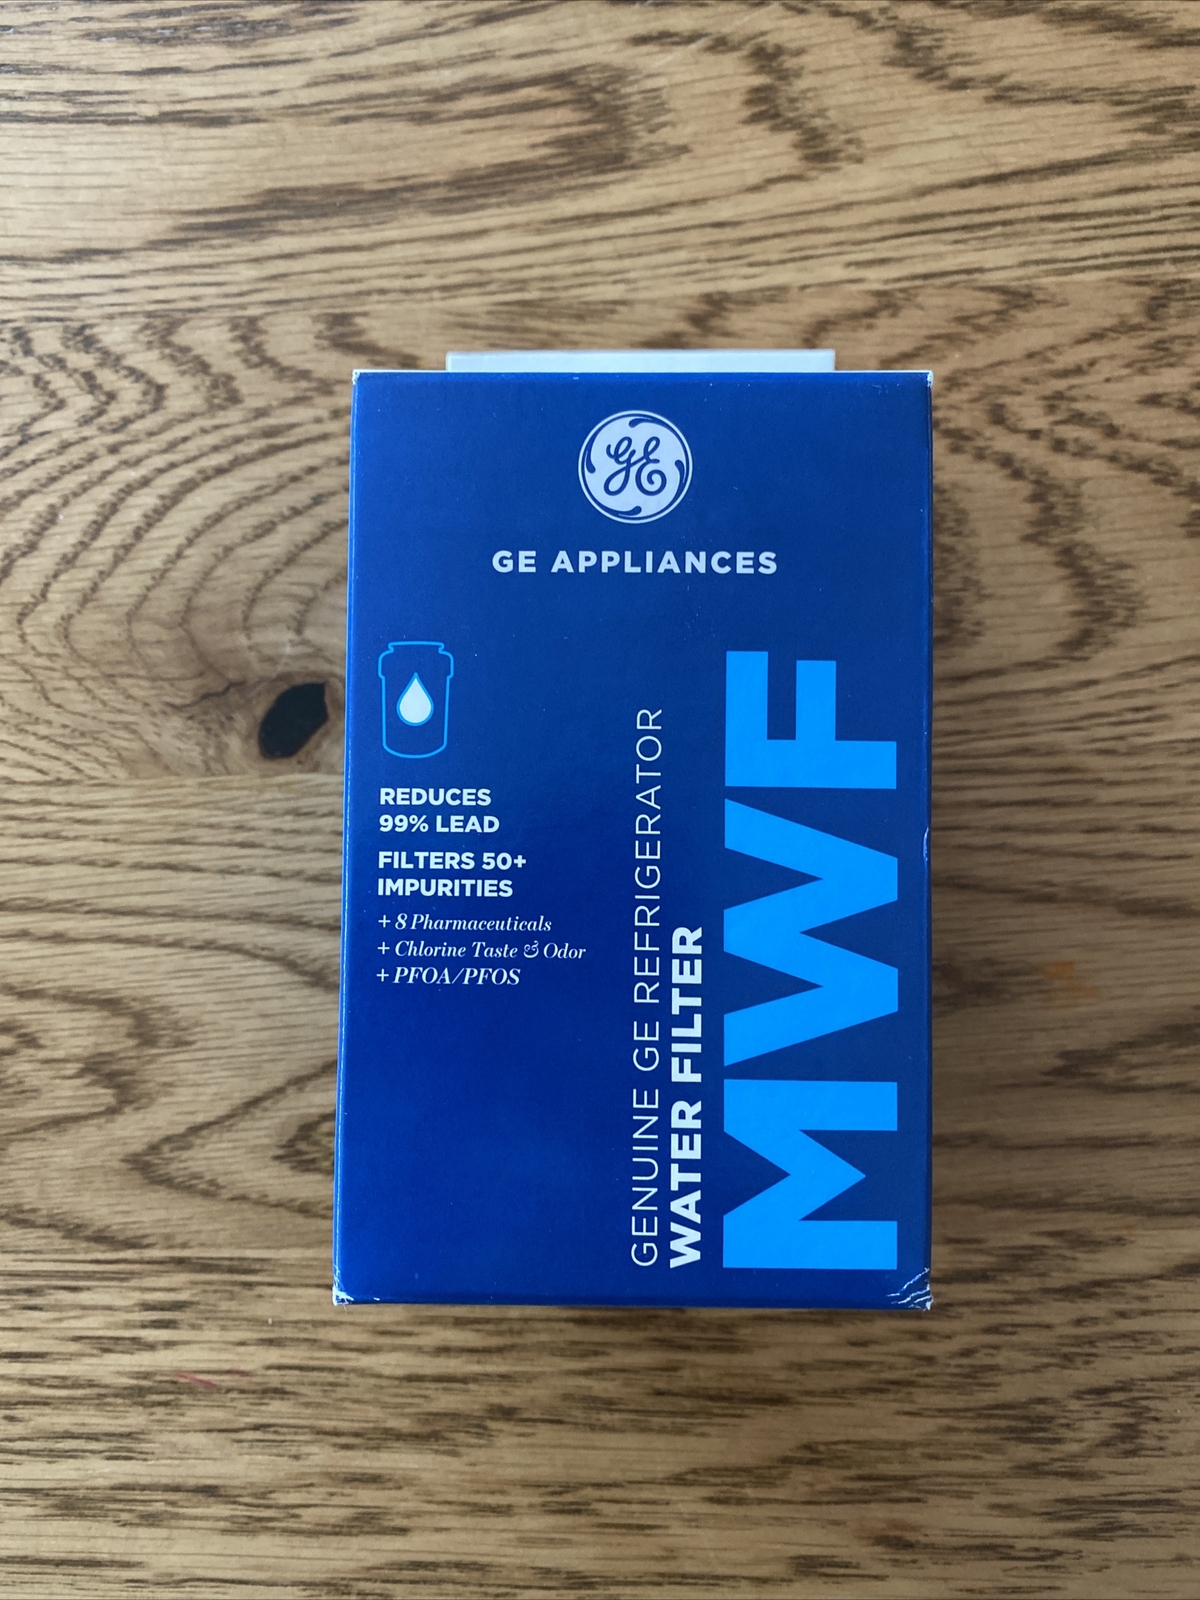 GE
GE APPLIANCES
REDUCES
99% LEAD
FILTERS 50+
IMPURITIES
+ 8 Pharmaceuticals
+ Chlorine Taste & Odor
+ PFOA/PFOS
GENUINE GE REFRIGERATOR
WATER FILTER
MWF